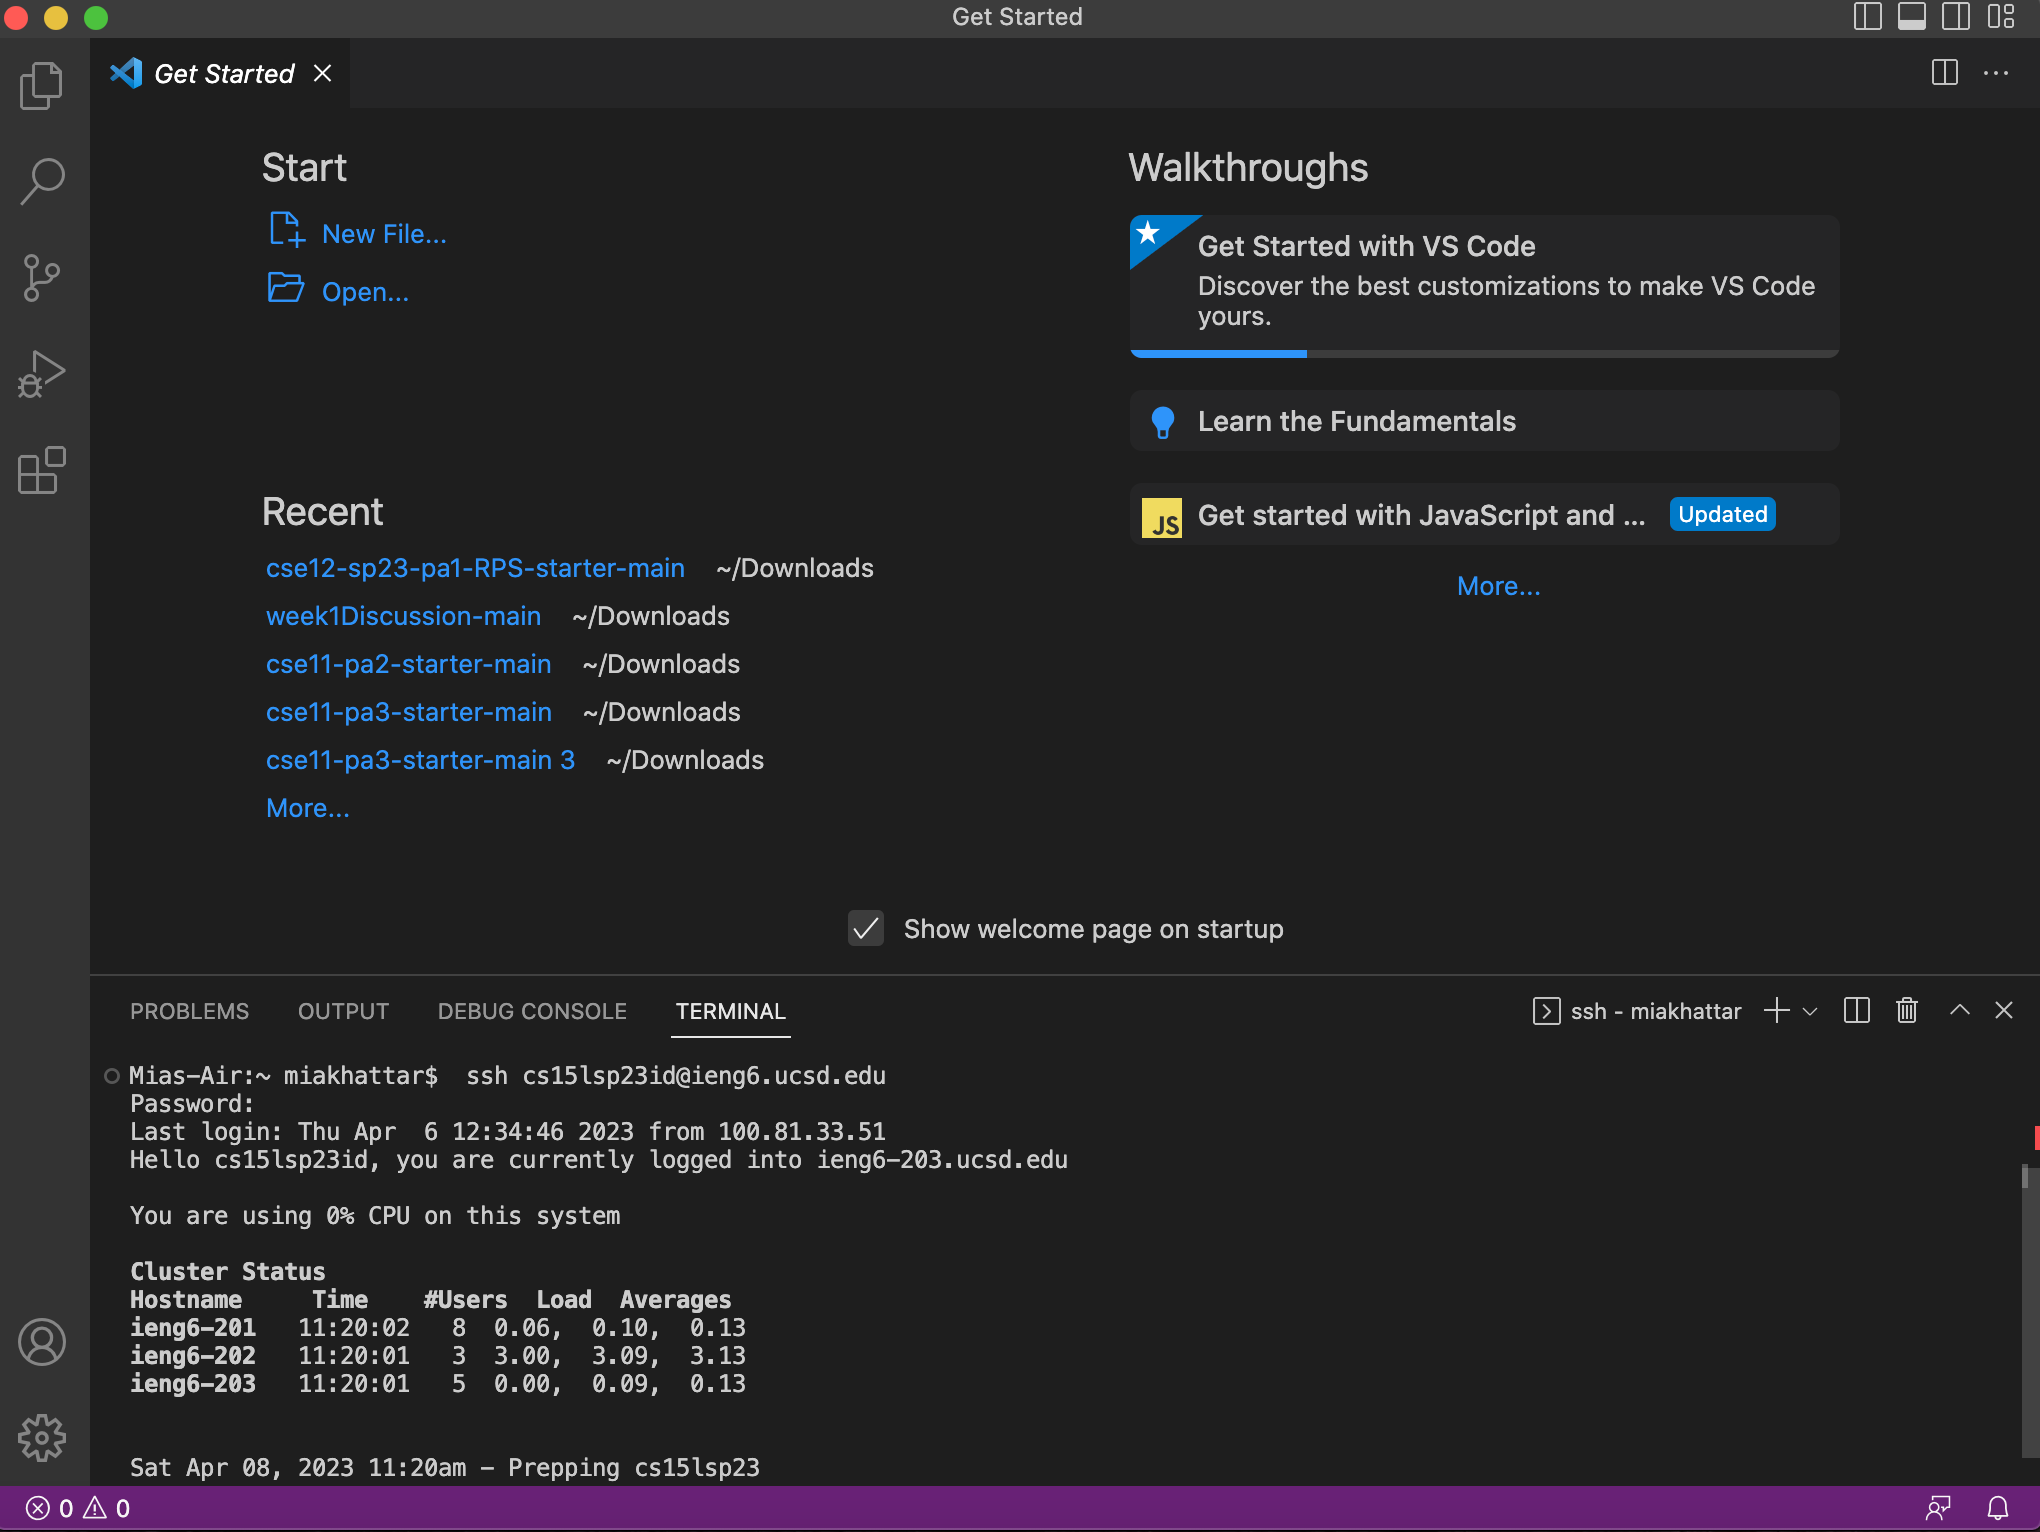 Get Started
Get Started
Start
New File...
Open...
Recent
cse12-sp23-pa1-RPS-starter-main ~/Downloads
week1Discussion-main ~/Downloads
cse11-pa2-starter-main ~/Downloads
cse11-pa3-starter-main ~/Downloads
cse11-pa3-starter-main 3 ~/Downloads
More...
Walkthroughs
Get Started with VS Code
Discover the best customizations to make VS Code
yours.
Learn the Fundamentals
JS Get started with JavaScript and ... Updated
More...
Show welcome page on startup
PROBLEMS OUTPUT DEBUG CONSOLE TERMINAL ssh - miakhattar
Mias-Air:~ miakhattar$  ssh cs15lsp23id@ieng6.ucsd.edu
Password:
Last login: Thu Apr  6 12:34:46 2023 from 100.81.33.51
Hello cs15lsp23id, you are currently logged into ieng6-203.ucsd.edu
You are using 0% CPU on this system
Cluster Status
Hostname     Time    #Users  Load  Averages
ieng6-201   11:20:02   8  0.06,  0.10,  0.13
ieng6-202   11:20:01   3  3.00,  3.09,  3.13
ieng6-203   11:20:01   5  0.00,  0.09,  0.13
Sat Apr 08, 2023 11:20am - Prepping cs15lsp23
0 0